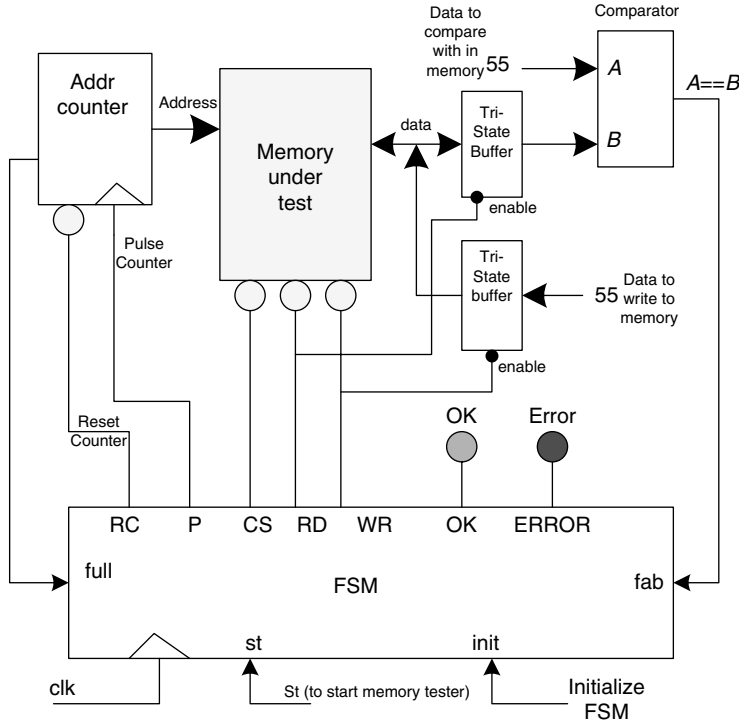 Data to
compare
with in
memory 55
Comparator
A
A==B
B
Addr
counter
Address
Memory
under
test
data
Tri-
State
Buffer
enable
Pulse
Counter
Tri-
State
buffer
55
Data to
write to
memory
enable
Reset
Counter
OK
Error
RC
P
CS
RD
WR
OK
ERROR
full
FSM
fab
st
init
clk
St (to start memory tester)
Initialize
FSM